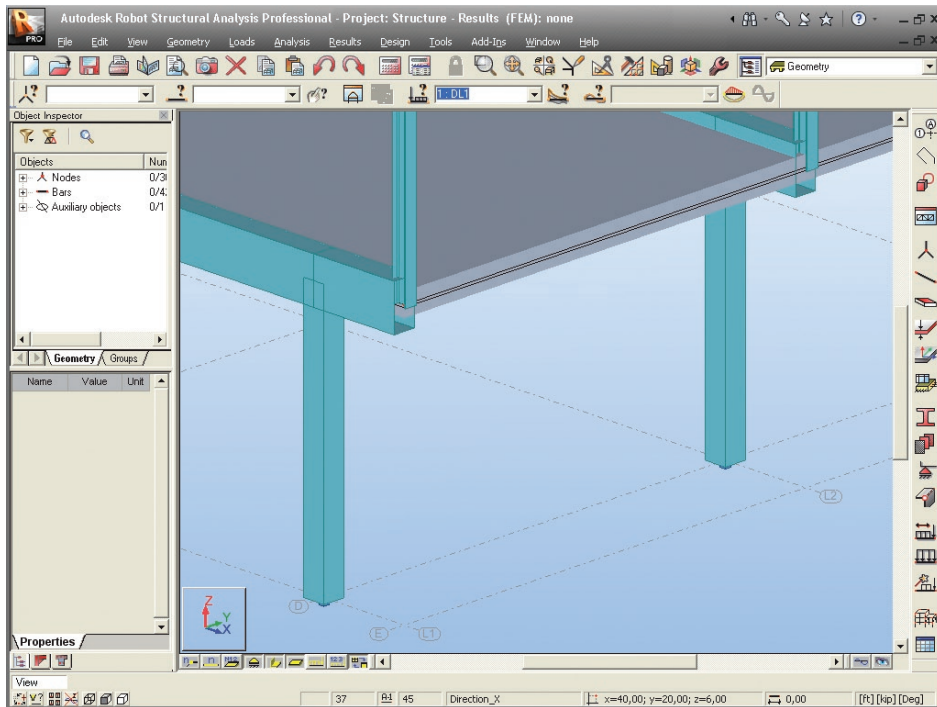 Autodesk Robot Structural Analysis Professional - Project: Structure - Results (FEM): none
PRO
File Edit View Geometry Loads Analysis Results Design Tools Add-Ins Window Help
Geometry
1 : DL1
Object Inspector
Objects Num
Nodes 0/3
Bars 0/4
Auxiliary objects 0/1
Geometry Groups
Name Value Unit
L2
D
E
L1
Z
Y
X
Properties
View
37 45 Direction_X x=40,00; y=20,00; z=6,00 0,00 [ft] [kip] [Deg]